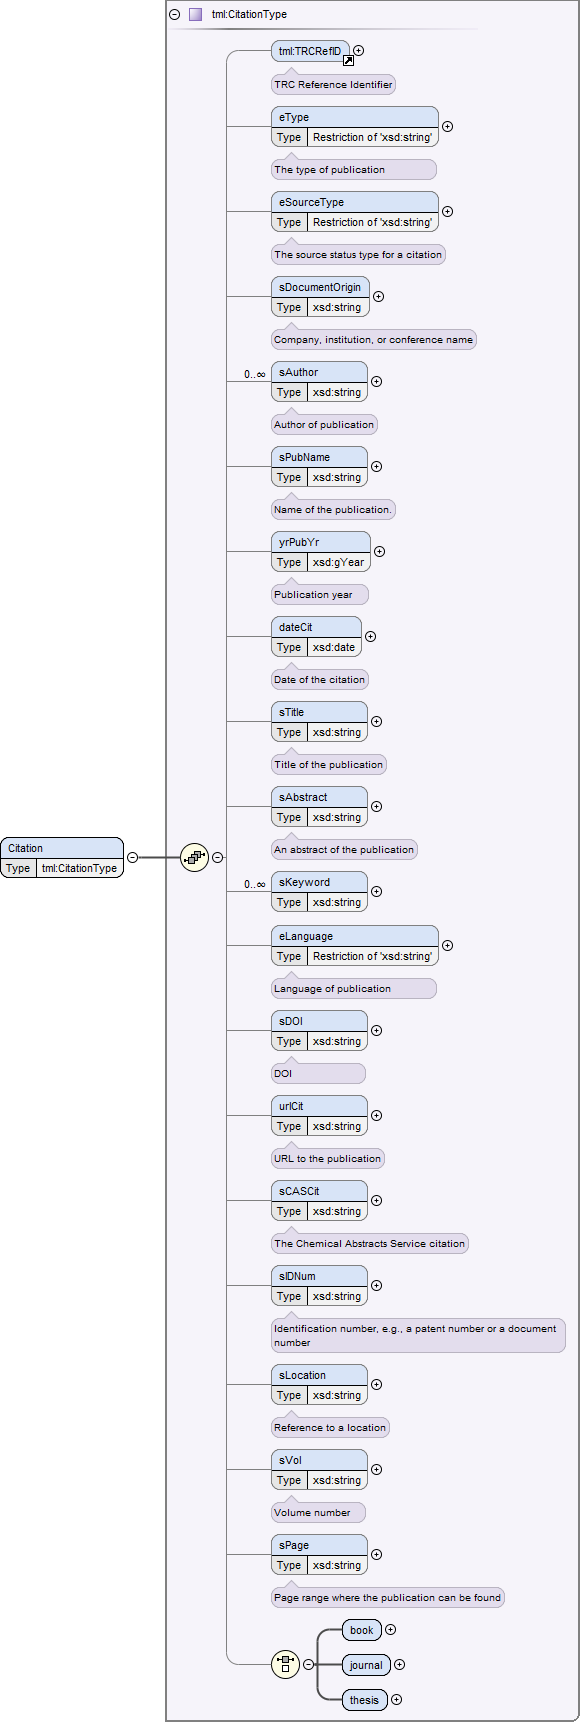 tml:CitationType
tml:TRCRefID
TRC Reference Identifier
eType
Type Restriction of 'xsd:string'
The type of publication
eSourceType
Type Restriction of 'xsd:string'
The source status type for a citation
sDocumentOrigin
Type xsd:string
Company, institution, or conference name
0..∞
sAuthor
Type xsd:string
Author of publication
sPubName
Type xsd:string
Name of the publication.
yrPubYr
Type xsd:gYear
Publication year
dateCit
Type xsd:date
Date of the citation
sTitle
Type xsd:string
Title of the publication
sAbstract
Type xsd:string
An abstract of the publication
Citation
Type tml:CitationType
0..∞
sKeyword
Type xsd:string
eLanguage
Type Restriction of 'xsd:string'
Language of publication
sDOI
Type xsd:string
DOI
urlCit
Type xsd:string
URL to the publication
sCASCit
Type xsd:string
The Chemical Abstracts Service citation
sIDNum
Type xsd:string
Identification number, e.g., a patent number or a document
number
sLocation
Type xsd:string
Reference to a location
sVol
Type xsd:string
Volume number
sPage
Type xsd:string
Page range where the publication can be found
book
journal
thesis